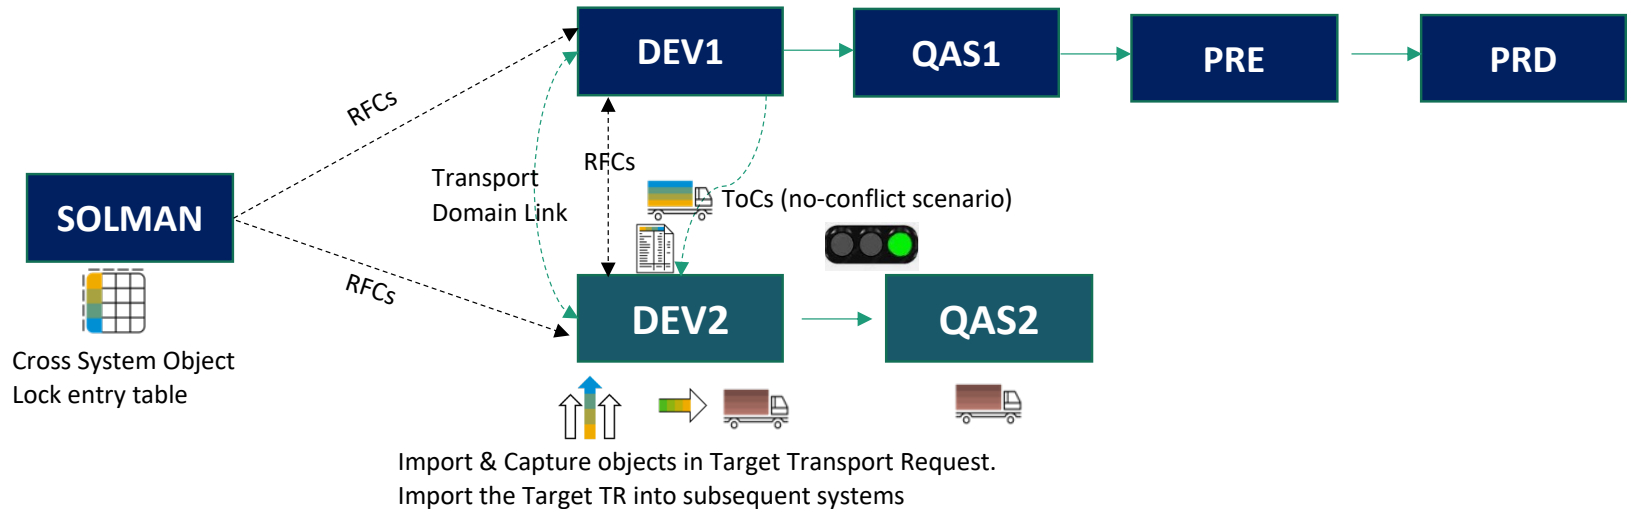 DEV1
QAS1
PRE
PRD
RFCs
Transport
Domain Link
RFCs
ToCs (no-conflict scenario)
SOLMAN
RFCs
DEV2
QAS2
Cross System Object
Lock entry table
Import & Capture objects in Target Transport Request.
Import the Target TR into subsequent systems